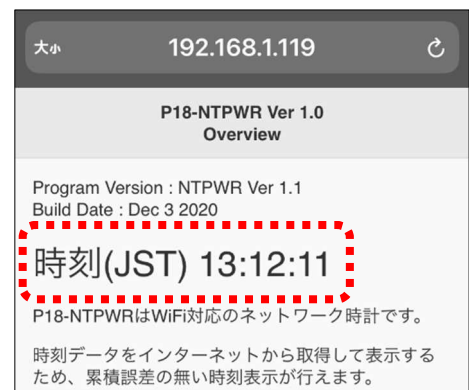 大小 192.168.1.119
P18-NTPWR Ver 1.0
Overview
Program Version : NTPWR Ver 1.1
Build Date : Dec 3 2020
時刻(JST) 13:12:11
P18-NTPWRはWiFi対応のネットワーク時計です。
時刻データをインターネットから取得して表示する
ため、累積誤差の無い時刻表示が行えます。